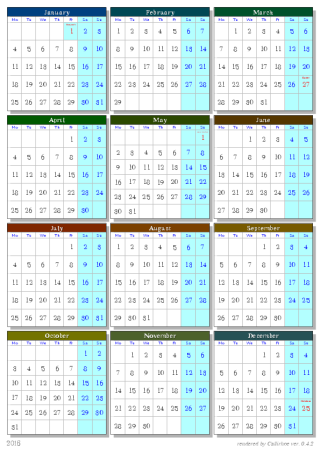 January
Mo Tu We Th Fr Sa Su
1 2 3
4 5 6 7 8 9 10
11 12 13 14 15 16 17
18 19 20 21 22 23 24
25 26 27 28 29 30 31
February
Mo Tu We Th Fr Sa Su
1 2 3 4 5 6 7
8 9 10 11 12 13 14
15 16 17 18 19 20 21
22 23 24 25 26 27 28
29
March
Mo Tu We Th Fr Sa Su
1 2 3 4 5 6
7 8 9 10 11 12 13
14 15 16 17 18 19 20
21 22 23 24 25 26 27
28 29 30 31
April
Mo Tu We Th Fr Sa Su
1 2 3
4 5 6 7 8 9 10
11 12 13 14 15 16 17
18 19 20 21 22 23 24
25 26 27 28 29 30
May
Mo Tu We Th Fr Sa Su
1
2 3 4 5 6 7 8
9 10 11 12 13 14 15
16 17 18 19 20 21 22
23 24 25 26 27 28 29
30 31
June
Mo Tu We Th Fr Sa Su
1 2 3 4 5
6 7 8 9 10 11 12
13 14 15 16 17 18 19
20 21 22 23 24 25 26
27 28 29 30
July
Mo Tu We Th Fr Sa Su
1 2 3
4 5 6 7 8 9 10
11 12 13 14 15 16 17
18 19 20 21 22 23 24
25 26 27 28 29 30 31
August
Mo Tu We Th Fr Sa Su
1 2 3 4 5 6 7
8 9 10 11 12 13 14
15 16 17 18 19 20 21
22 23 24 25 26 27 28
29 30 31
September
Mo Tu We Th Fr Sa Su
1 2 3 4
5 6 7 8 9 10 11
12 13 14 15 16 17 18
19 20 21 22 23 24 25
26 27 28 29 30
October
Mo Tu We Th Fr Sa Su
1 2
3 4 5 6 7 8 9
10 11 12 13 14 15 16
17 18 19 20 21 22 23
24 25 26 27 28 29 30
31
November
Mo Tu We Th Fr Sa Su
1 2 3 4 5 6
7 8 9 10 11 12 13
14 15 16 17 18 19 20
21 22 23 24 25 26 27
28 29 30
December
Mo Tu We Th Fr Sa Su
1 2 3 4
5 6 7 8 9 10 11
12 13 14 15 16 17 18
19 20 21 22 23 24 25
26 27 28 29 30 31
2016
rendered by ver. 0.4.2